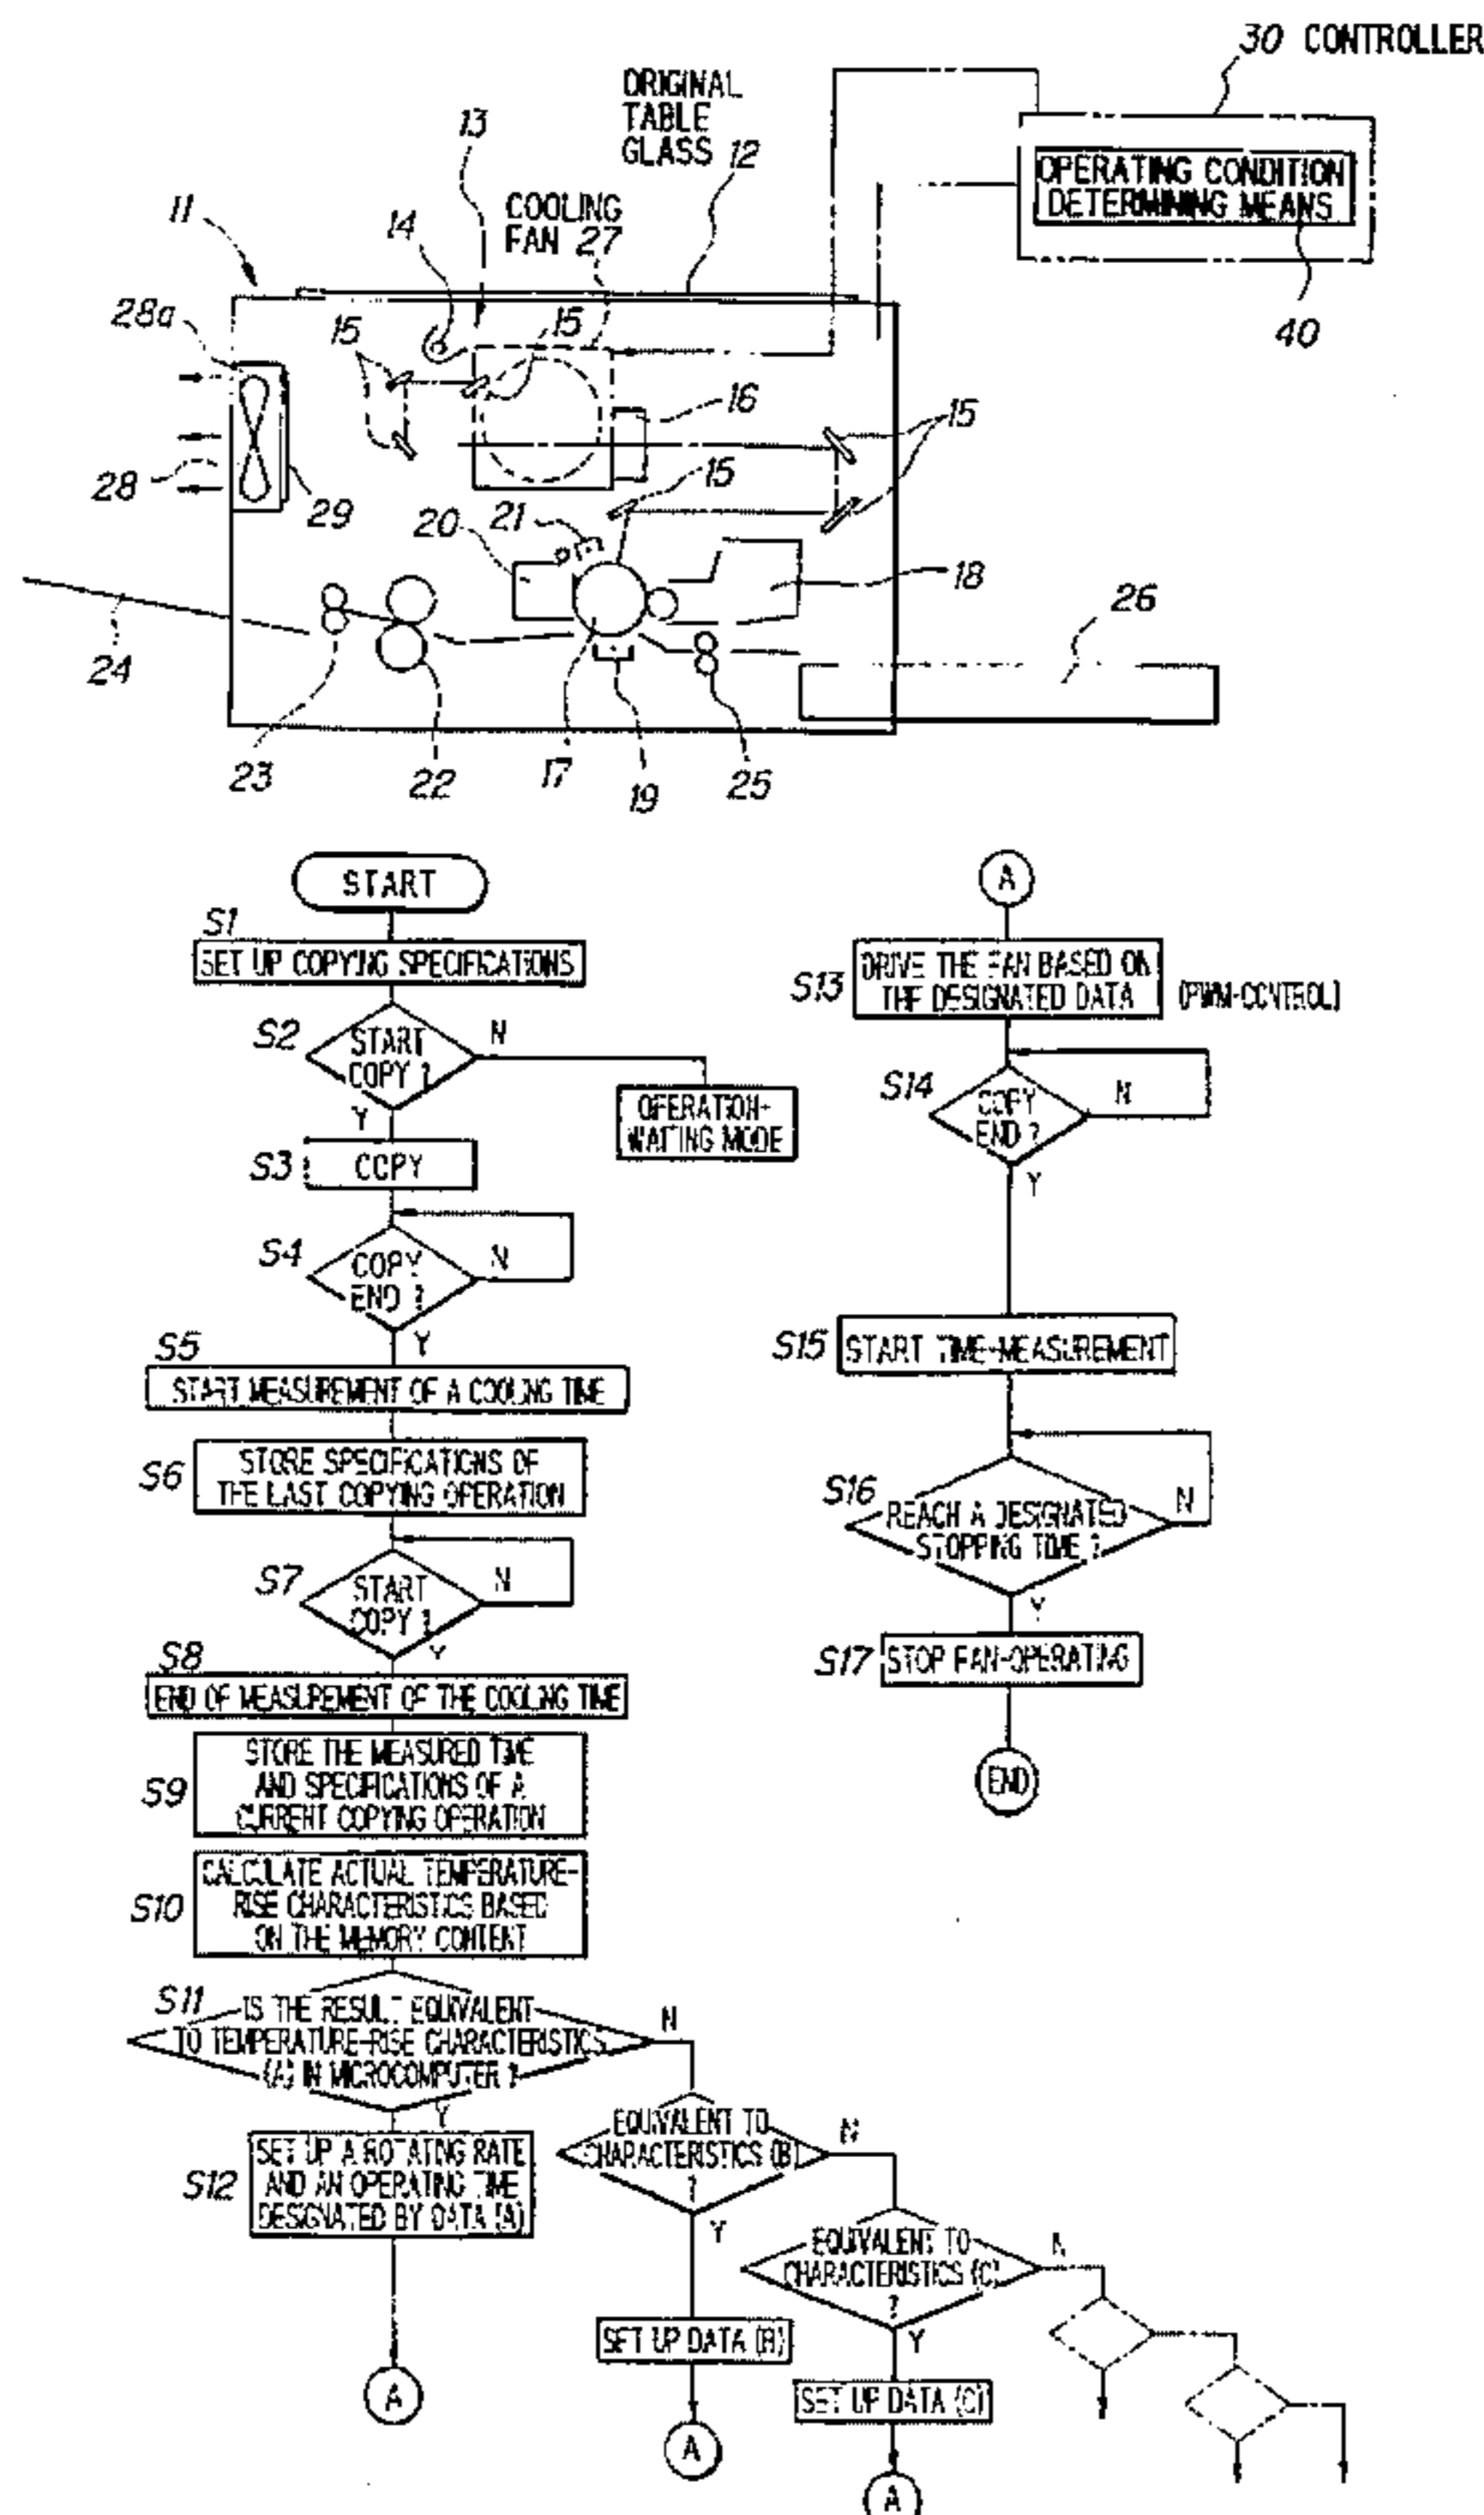 30 CONTROLLER
ORIGINAL
TABLE
GLASS 12
13
OPERATING CONDITION
DETERMINING MEANS
11
14
COOLING
FAN 27
40
28a
15
15
16
15
28
29
20
21
15
18
26
24
23
22
17
19
25
START
S1
SET UP COPYING SPECIFICATIONS
S2
START
COPY ?
N
Y
OPERATION-
WAITING MODE
S3
COPY
S4
COPY
END ?
N
Y
S5
START MEASUREMENT OF A COOLING TIME
S6
STORE SPECIFICATIONS OF
THE LAST COPYING OPERATION
S7
START
COPY ?
N
Y
S8
END OF MEASUREMENT OF THE COOLING TIME
S9
STORE THE MEASURED TIME
AND SPECIFICATIONS OF A
CURRENT COPYING OPERATION
S10
CALCULATE ACTUAL TEMPERATURE-
RISE CHARACTERISTICS BASED
ON THE MEMORY CONTENT
S11
IS THE RESULT EQUIVALENT
TO TEMPERATURE-RISE CHARACTERISTICS
(A) IN MICROCOMPUTER ?
N
Y
S12
SET UP A ROTATING RATE
AND AN OPERATING TIME
DESIGNATED BY DATA (A)
A
EQUIVALENT TO
CHARACTERISTICS (B)
?
N
Y
SET UP DATA (B)
A
EQUIVALENT TO
CHARACTERISTICS (C)
?
N
Y
SET UP DATA (C)
A
A
S13
DRIVE THE FAN BASED ON
THE DESIGNATED DATA
(PWM-CONTROL)
S14
COPY
END ?
N
Y
S15
START TIME-MEASUREMENT
S16
REACH A DESIGNATED
STOPPING TIME ?
N
Y
S17
STOP FAN-OPERATING
END